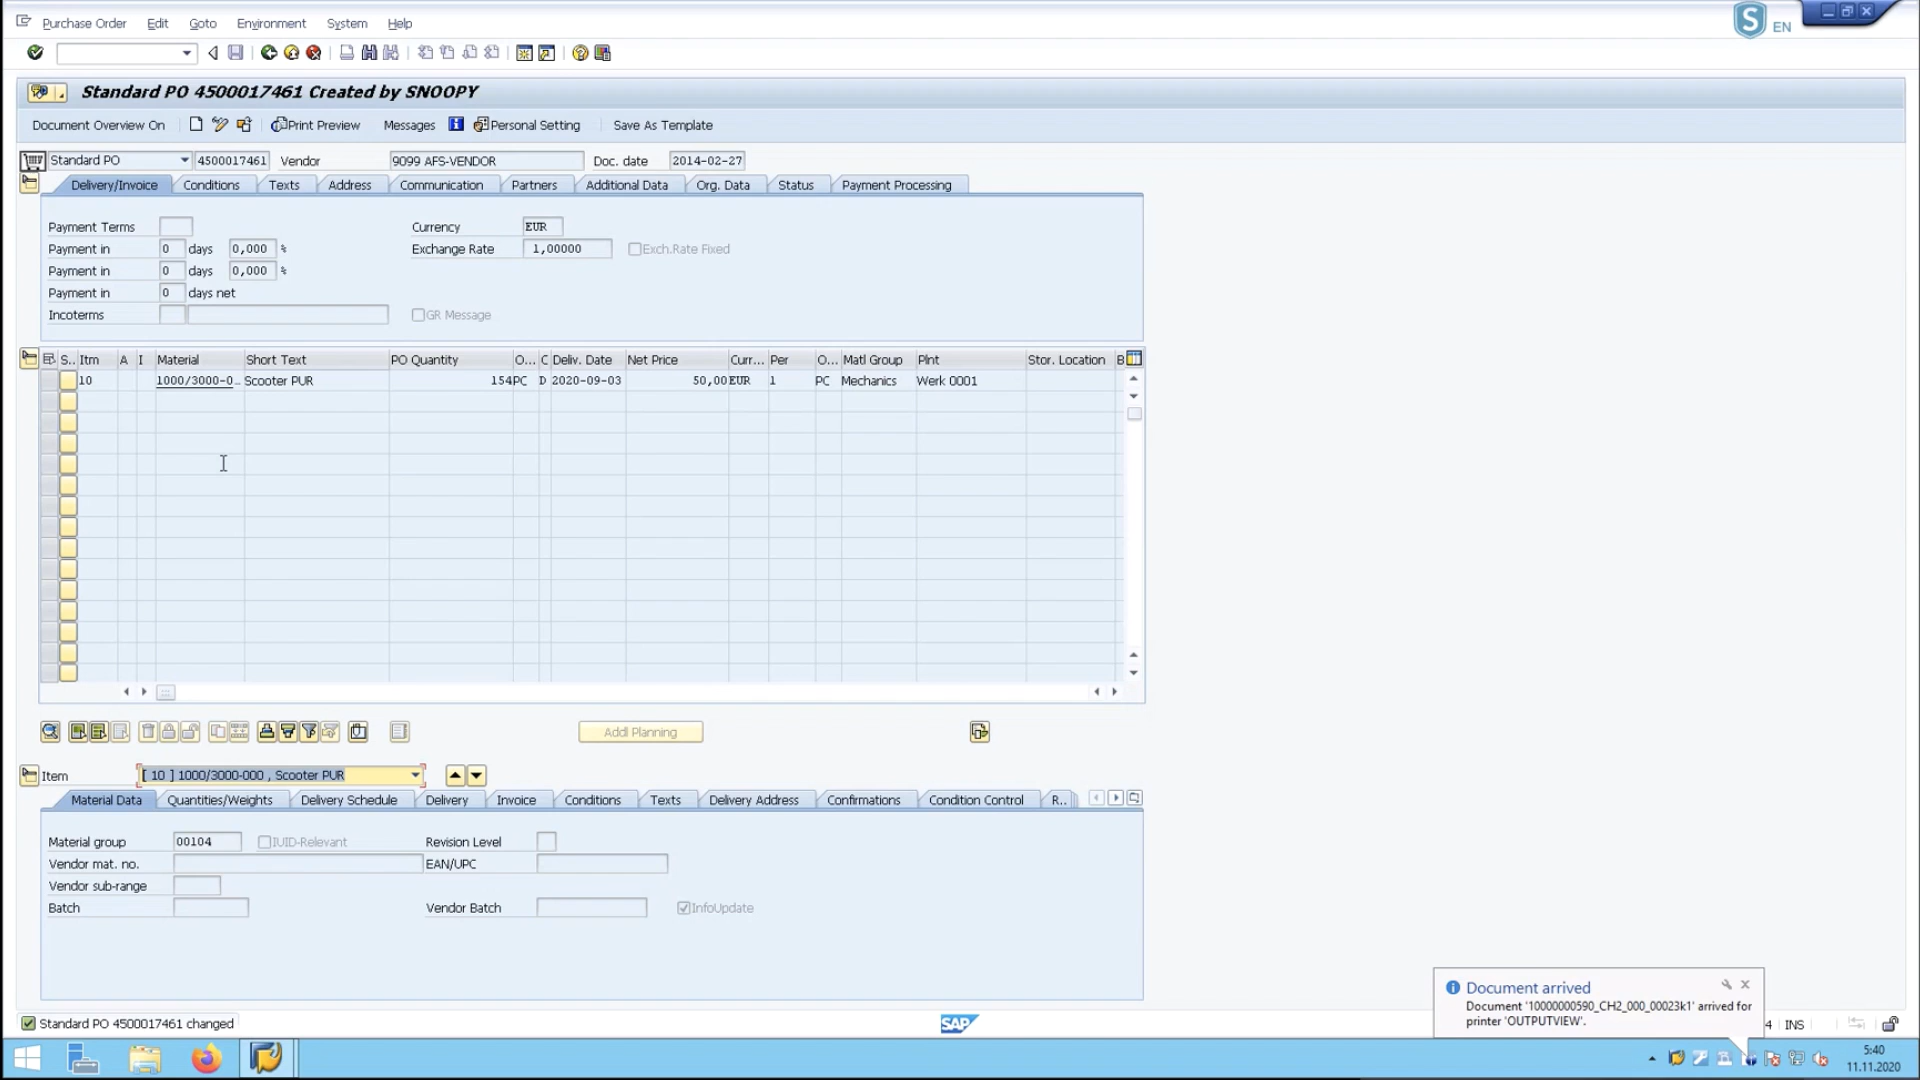 Purchase Order Edit Goto Environment System Help
S EN
Standard PO 4500017461 Created by SNOOPY
Document Overview On Print Preview Messages Personal Setting Save As Template
Standard PO 4500017461 Vendor 9099 AFS-VENDOR Doc. date 2014-02-27
Delivery/Invoice Conditions Texts Address Communication Partners Additional Data Org. Data Status Payment Processing
Payment Terms Currency EUR
Payment in 0 days 0,000 % Exchange Rate 1,00000 Exch.Rate Fixed
Payment in 0 days 0,000 %
Payment in 0 days net
Incoterms GR Message
S.. Itm A I Material Short Text PO Quantity O... C Deliv. Date Net Price Curr... Per O... Matl Group Plnt Stor. Location B
10 1000/3000-0.. Scooter PUR 154 PC D 2020-09-03 50,00 EUR 1 PC Mechanics Werk 0001
Addl Planning
Item [ 10 ] 1000/3000-000 , Scooter PUR
Material Data Quantities/Weights Delivery Schedule Delivery Invoice Conditions Texts Delivery Address Confirmations Condition Control R..
Material group 00104 IUID-Relevant Revision Level
Vendor mat. no. EAN/UPC
Vendor sub-range
Batch Vendor Batch InfoUpdate
Document arrived
Document '10000000590_CH2_000_00023k1' arrived for
printer 'OUTPUTVIEW'.
Standard PO 4500017461 changed SAP 4 INS
5:40
11.11.2020